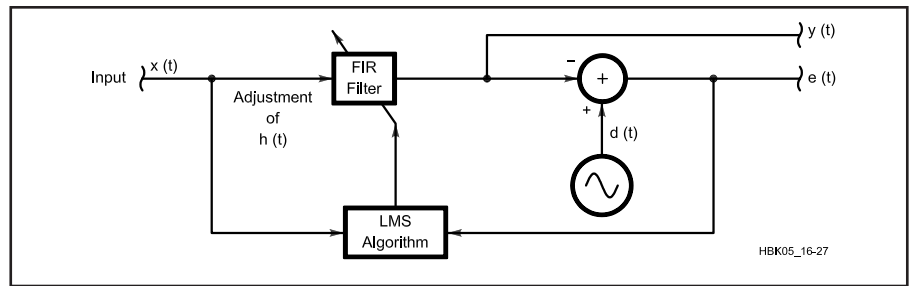 y (t)
x (t)
Input
FIR
Filter
−
+
e (t)
Adjustment
of
h (t)
+
d (t)
LMS
Algorithm
HBK05_16-27